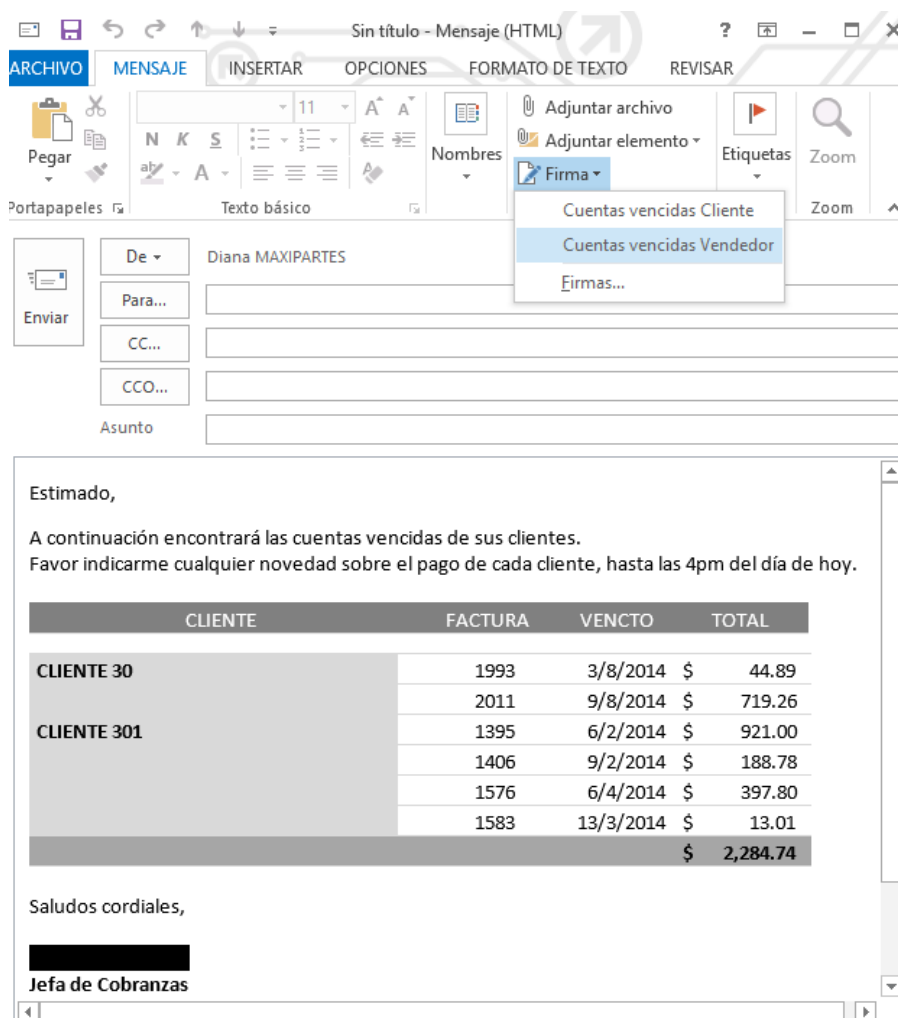 Sin título - Mensaje (HTML)
ARCHIVO MENSAJE INSERTAR OPCIONES FORMATO DE TEXTO REVISAR
Pegar
Portapapeles
11
N K S
A
Texto básico
Nombres
Adjuntar archivo
Adjuntar elemento
Firma
Cuentas vencidas Cliente
Cuentas vencidas Vendedor
Firmas...
Etiquetas
Zoom
Zoom
Enviar
De Diana MAXIPARTES
Para...
CC...
CCO...
Asunto
Estimado,
A continuación encontrará las cuentas vencidas de sus clientes.
Favor indicarme cualquier novedad sobre el pago de cada cliente, hasta las 4pm del día de hoy.
CLIENTE FACTURA VENCTO TOTAL
CLIENTE 30 1993 3/8/2014 $ 44.89
2011 9/8/2014 $ 719.26
CLIENTE 301 1395 6/2/2014 $ 921.00
1406 9/2/2014 $ 188.78
1576 6/4/2014 $ 397.80
1583 13/3/2014 $ 13.01
$ 2,284.74
Saludos cordiales,
Jefa de Cobranzas